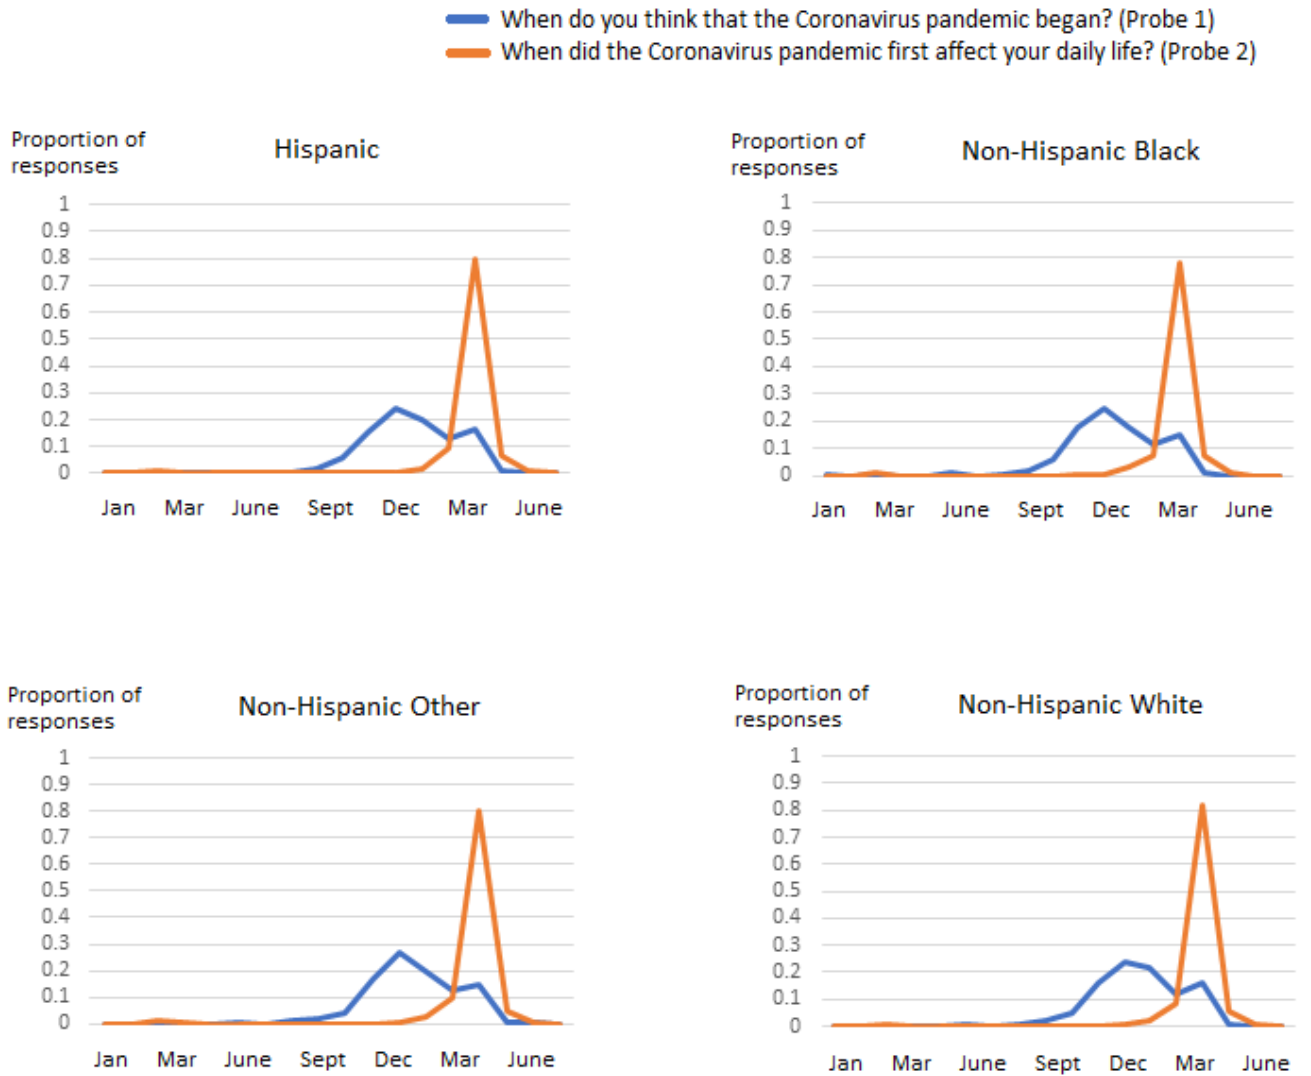 When do you think that the Coronavirus pandemic began? (Probe 1)
When did the Coronavirus pandemic first affect your daily life? (Probe 2)
Proportion of
responses
Hispanic
1
0.9
0.8
0.7
0.6
0.5
0.4
0.3
0.2
0.1
0
Jan Mar June Sept Dec Mar June
Proportion of
responses
Non-Hispanic Black
1
0.9
0.8
0.7
0.6
0.5
0.4
0.3
0.2
0.1
0
Jan Mar June Sept Dec Mar June
Proportion of
responses
Non-Hispanic Other
1
0.9
0.8
0.7
0.6
0.5
0.4
0.3
0.2
0.1
0
Jan Mar June Sept Dec Mar June
Proportion of
responses
Non-Hispanic White
1
0.9
0.8
0.7
0.6
0.5
0.4
0.3
0.2
0.1
0
Jan Mar June Sept Dec Mar June